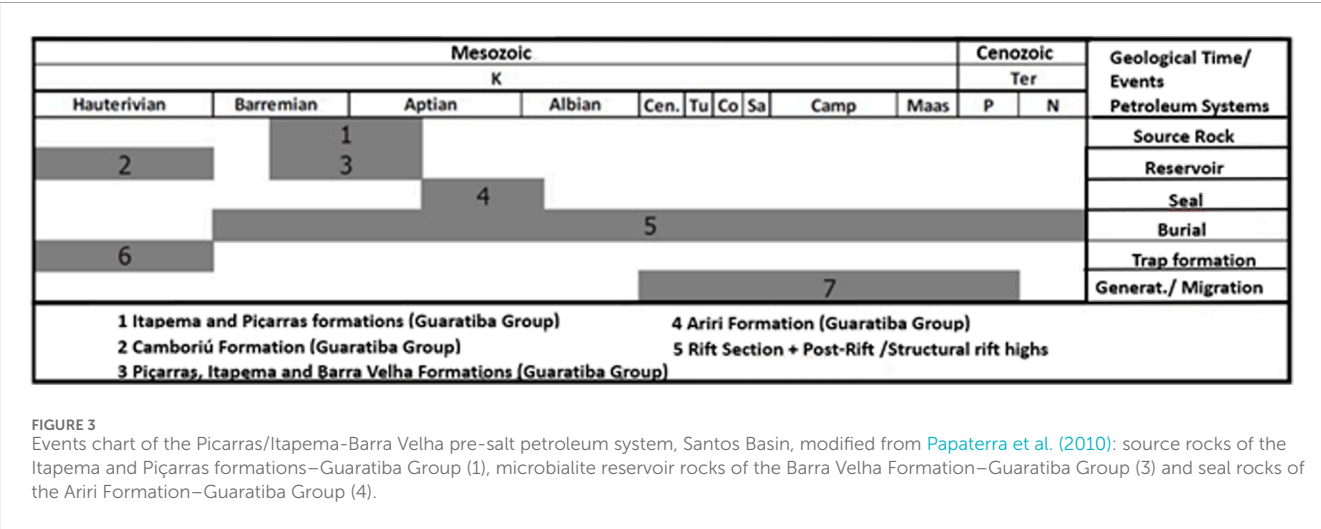 Mesozoic Cenozoic Geological Time/
K Ter Events
Hauterivian Barremian Aptian Albian Cen. Tu Co Sa Camp Maas P N Petroleum Systems
1 Source Rock
2 3 Reservoir
4 Seal
5 Burial
6 Trap formation
7 Generat./ Migration
1 Itapema and Piçarras formations (Guaratiba Group) 4 Ariri Formation (Guaratiba Group)
2 Camboriú Formation (Guaratiba Group) 5 Rift Section + Post-Rift /Structural rift highs
3 Piçarras, Itapema and Barra Velha Formations (Guaratiba Group)
FIGURE 3
Events chart of the Picarras/Itapema-Barra Velha pre-salt petroleum system, Santos Basin, modified from Papaterra et al. (2010): source rocks of the
Itapema and Piçarras formations–Guaratiba Group (1), microbialite reservoir rocks of the Barra Velha Formation–Guaratiba Group (3) and seal rocks of
the Ariri Formation–Guaratiba Group (4).